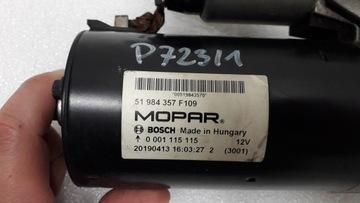 P72311
*00519843570*
51 984 357 F109
MOPAR®
BOSCH Made in Hungary
↑ 0 001 115 115 12V
20190413 16:03:27 2 (3001)